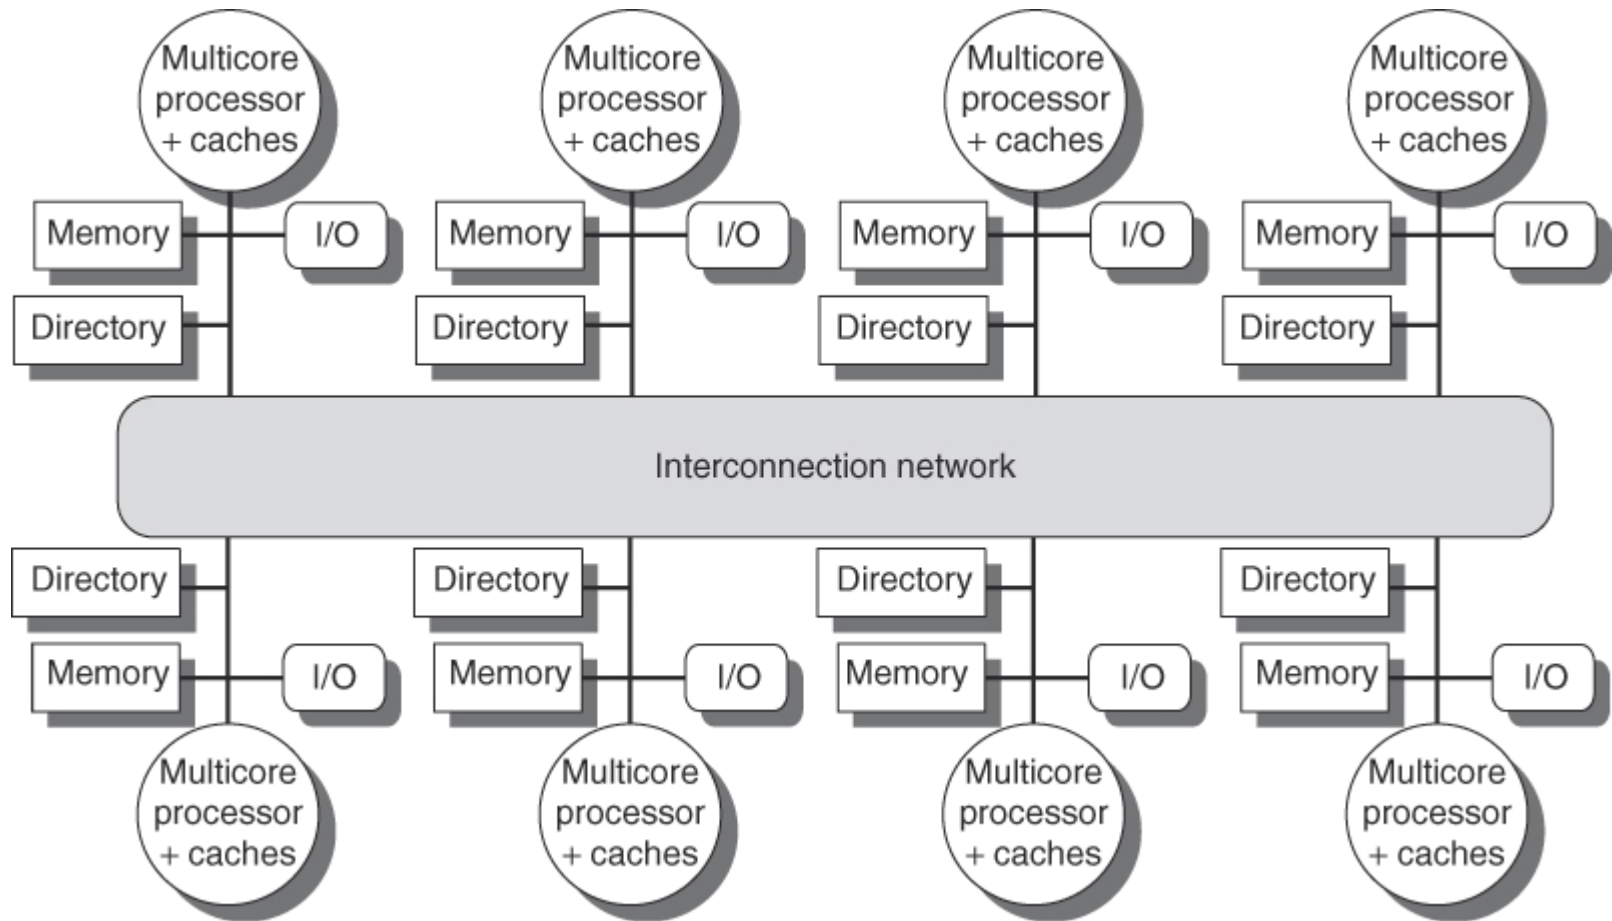 Multicore
processor
+ caches
Multicore
processor
+ caches
Multicore
processor
+ caches
Multicore
processor
+ caches
Memory
I/O
Memory
I/O
Memory
I/O
Memory
I/O
Directory
Directory
Directory
Directory
Interconnection network
Directory
Directory
Directory
Directory
Memory
I/O
Memory
I/O
Memory
I/O
Memory
I/O
Multicore
processor
+ caches
Multicore
processor
+ caches
Multicore
processor
+ caches
Multicore
processor
+ caches